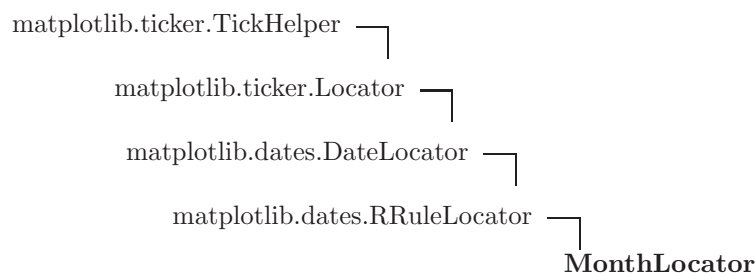 matplotlib.ticker.TickHelper
matplotlib.ticker.Locator
matplotlib.dates.DateLocator
matplotlib.dates.RRuleLocator
MonthLocator